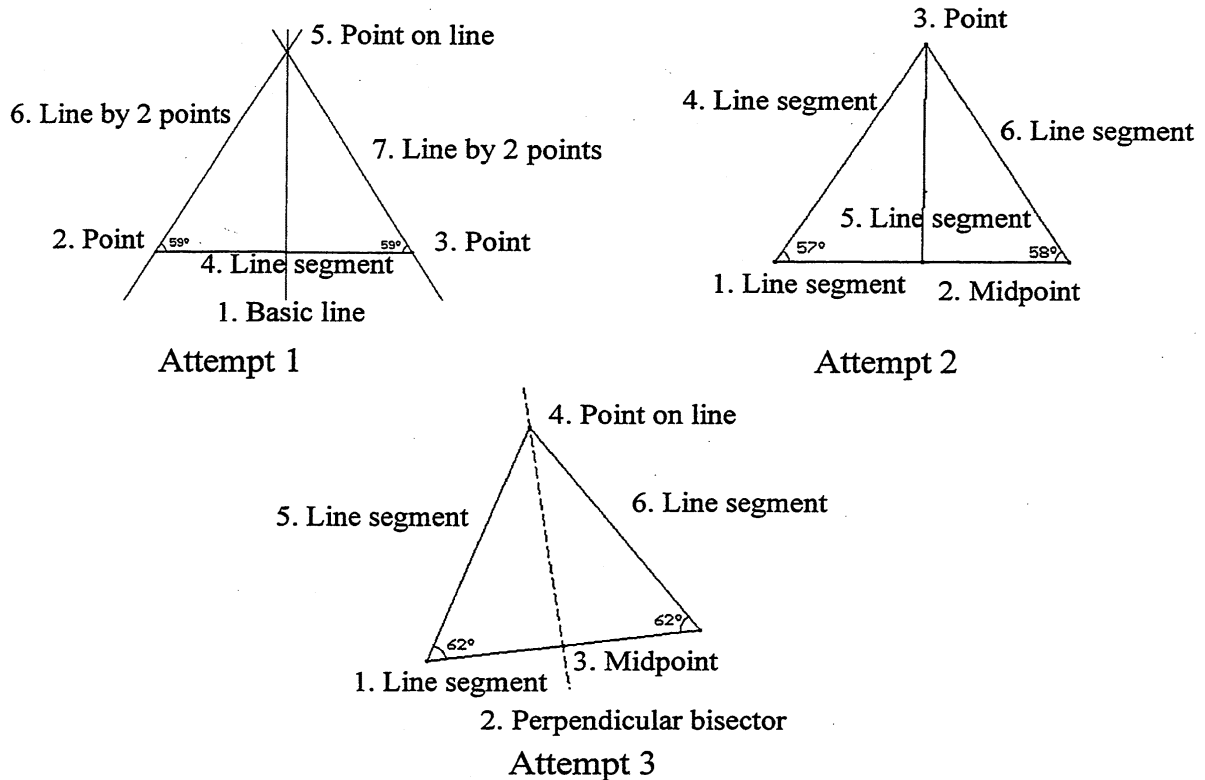 5. Point on line
6. Line by 2 points
7. Line by 2 points
2. Point
59°
59°
3. Point
4. Line segment
1. Basic line
Attempt 1
3. Point
4. Line segment
6. Line segment
5. Line segment
57°
58°
1. Line segment
2. Midpoint
Attempt 2
4. Point on line
5. Line segment
6. Line segment
62°
62°
3. Midpoint
1. Line segment
2. Perpendicular bisector
Attempt 3